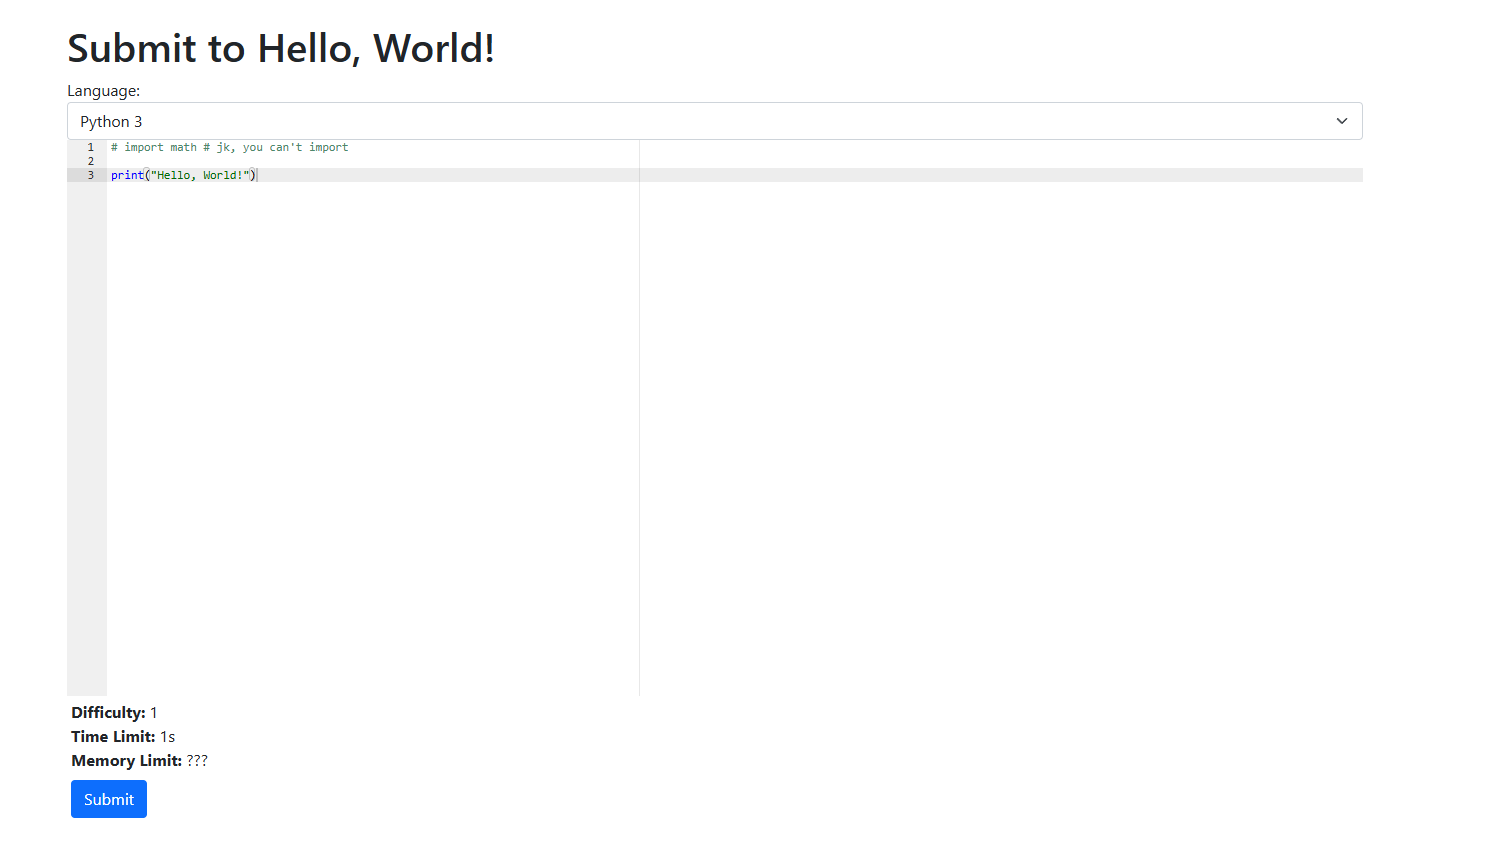 Submit to Hello, World!
Language:
Python 3
1 # import math # jk, you can't import
2
3 print("Hello, World!")
Difficulty: 1
Time Limit: 1s
Memory Limit: ???
Submit